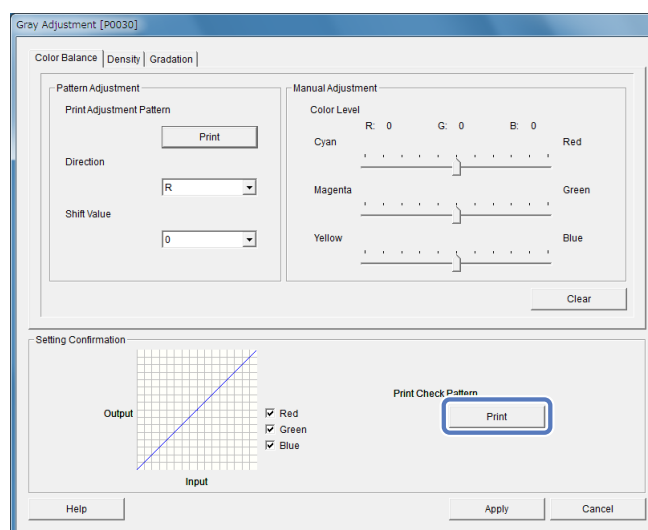 Gray Adjustment [P0030]
Color Balance Density Gradation
Pattern Adjustment
Print Adjustment Pattern
Print
Direction
R
Shift Value
0
Manual Adjustment
Color Level
R: 0 G: 0 B: 0
Cyan Red
Magenta Green
Yellow Blue
Clear
Setting Confirmation
Output
Input
Red
Green
Blue
Print Check Pattern
Print
Help Apply Cancel